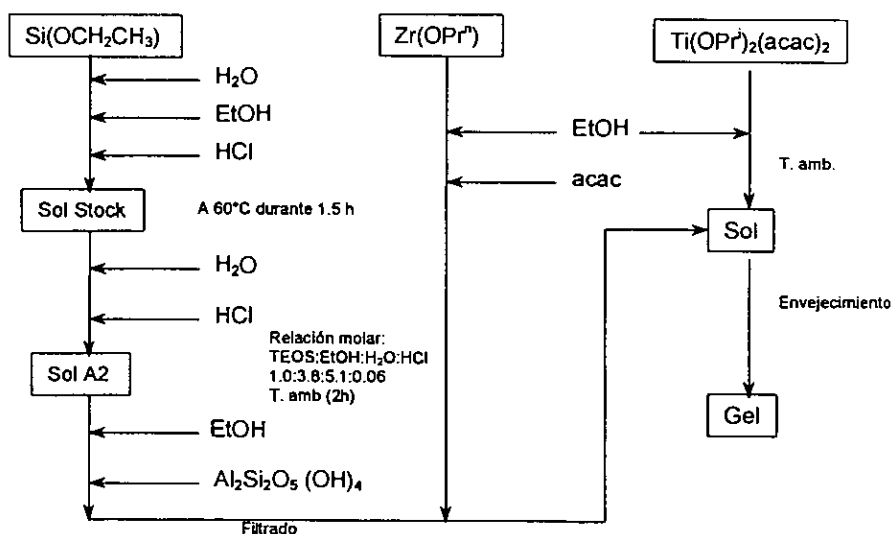 Si(OCH₂CH₃)
Zr(OPrⁿ)
Ti(OPrⁱ)₂(acac)₂
H₂O
EtOH
HCl
EtOH
acac
T. amb.
Sol Stock
A 60°C durante 1.5 h
Sol
H₂O
HCl
Envejecimiento
Relación molar:
TEOS:EtOH:H₂O:HCl
1.0:3.8:5.1:0.06
T. amb (2h)
Sol A2
Gel
EtOH
Al₂Si₂O₅ (OH)₄
Filtrado